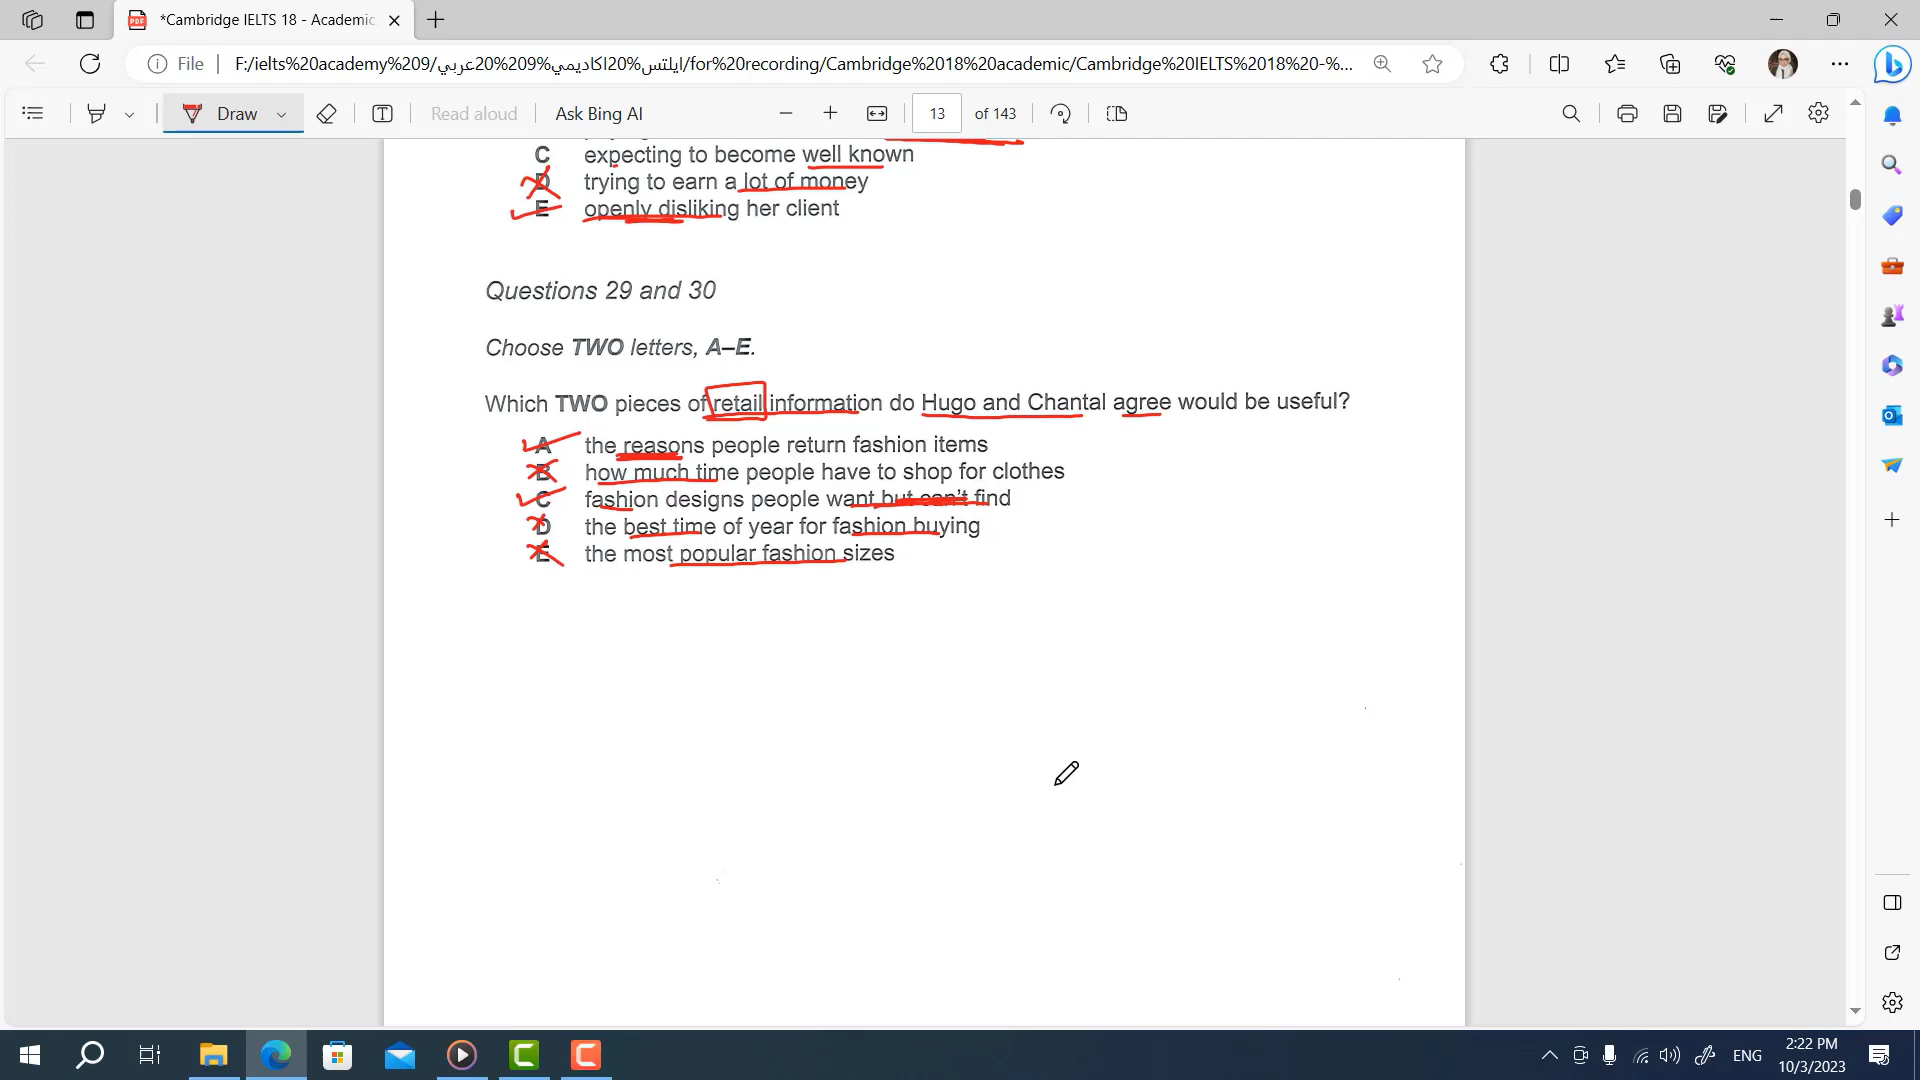 *Cambridge IELTS 18 - Academic
File
F:/ielts%20academy%209/ايلتس%20اكاديمي%209%20عربي/for%20recording/Cambridge%2018%20academic/Cambridge%20IELTS%2018%20-%...
Draw
Read aloud
Ask Bing AI
13 of 143
C expecting to become well known
D trying to earn a lot of money
E openly disliking her client
Questions 29 and 30
Choose TWO letters, A–E.
Which TWO pieces of retail information do Hugo and Chantal agree would be useful?
A the reasons people return fashion items
B how much time people have to shop for clothes
C fashion designs people want but can't find
D the best time of year for fashion buying
E the most popular fashion sizes
ENG
2:22 PM
10/3/2023